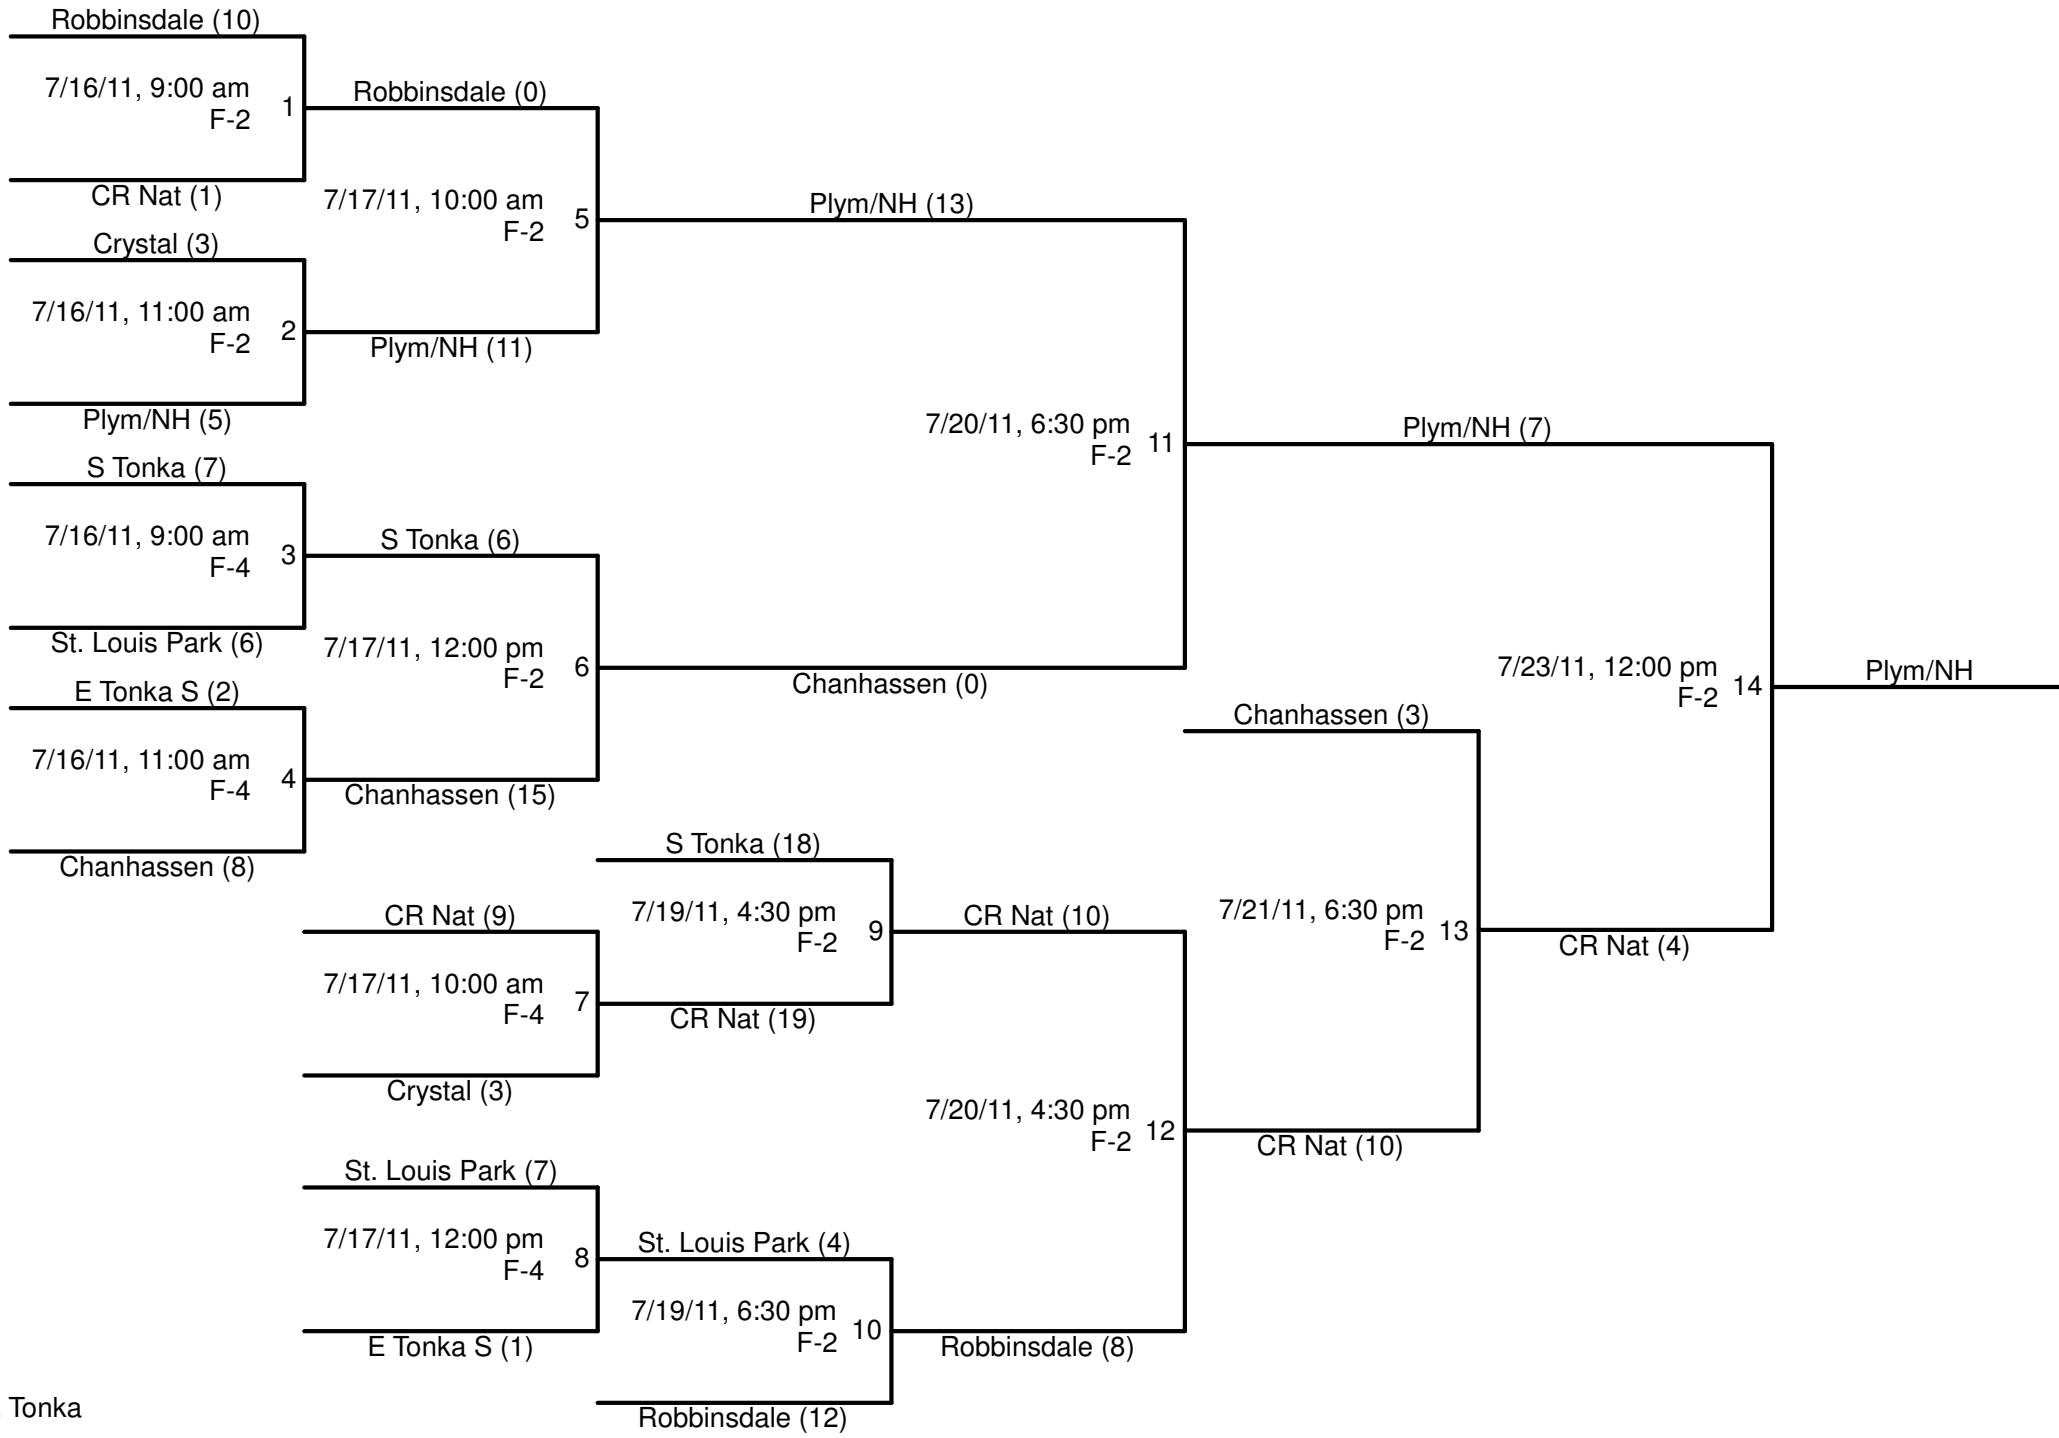 Robbinsdale (10)
7/16/11, 9:00 am
F-2
1
CR Nat (1)
Crystal (3)
7/16/11, 11:00 am
F-2
2
Plym/NH (5)
S Tonka (7)
7/16/11, 9:00 am
F-4
3
St. Louis Park (6)
E Tonka S (2)
7/16/11, 11:00 am
F-4
4
Chanhassen (8)
Robbinsdale (0)
7/17/11, 10:00 am
F-2
5
Plym/NH (11)
S Tonka (6)
7/17/11, 12:00 pm
F-2
6
Chanhassen (15)
CR Nat (9)
7/17/11, 10:00 am
F-4
7
Crystal (3)
St. Louis Park (7)
7/17/11, 12:00 pm
F-4
8
E Tonka S (1)
S Tonka (18)
7/19/11, 4:30 pm
F-2
9
CR Nat (19)
St. Louis Park (4)
7/19/11, 6:30 pm
F-2
10
Robbinsdale (12)
Plym/NH (13)
7/20/11, 6:30 pm
F-2
11
Chanhassen (0)
CR Nat (10)
7/20/11, 4:30 pm
F-2
12
Robbinsdale (8)
Chanhassen (3)
7/21/11, 6:30 pm
F-2
13
CR Nat (10)
Plym/NH (7)
7/23/11, 12:00 pm
F-2
14
CR Nat (4)
Plym/NH
Tonka